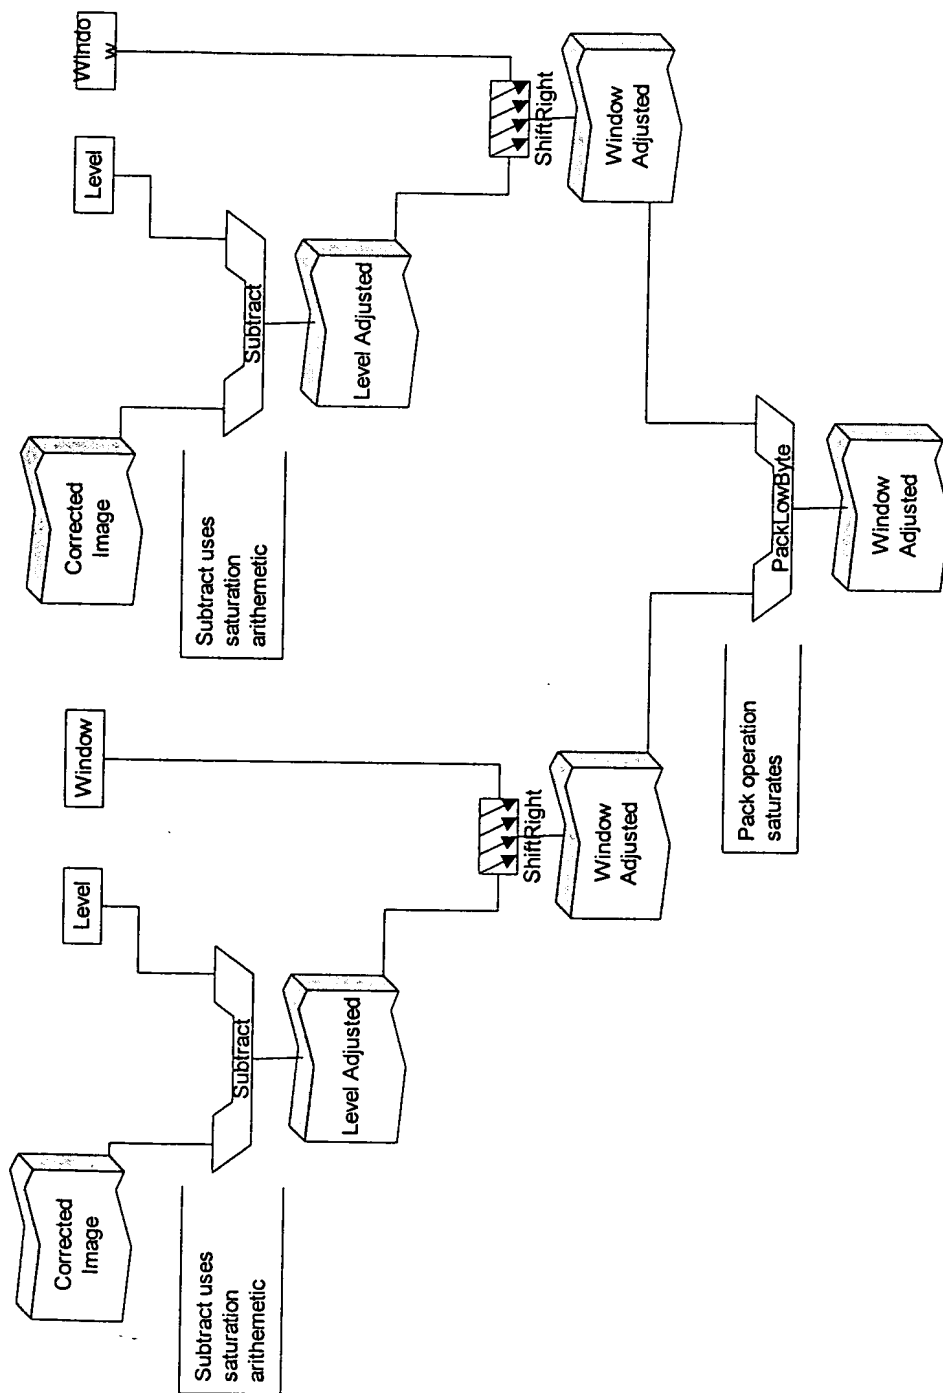 Corrected
Image
Level
Window
Subtract uses
saturation
arithemetic
Subtract
Level Adjusted
ShiftRight
Window
Adjusted
Corrected
Image
Level
Windo
w
Subtract uses
saturation
arithemetic
Subtract
Level Adjusted
ShiftRight
Window
Adjusted
Pack operation
saturates
PackLowByte
Window
Adjusted